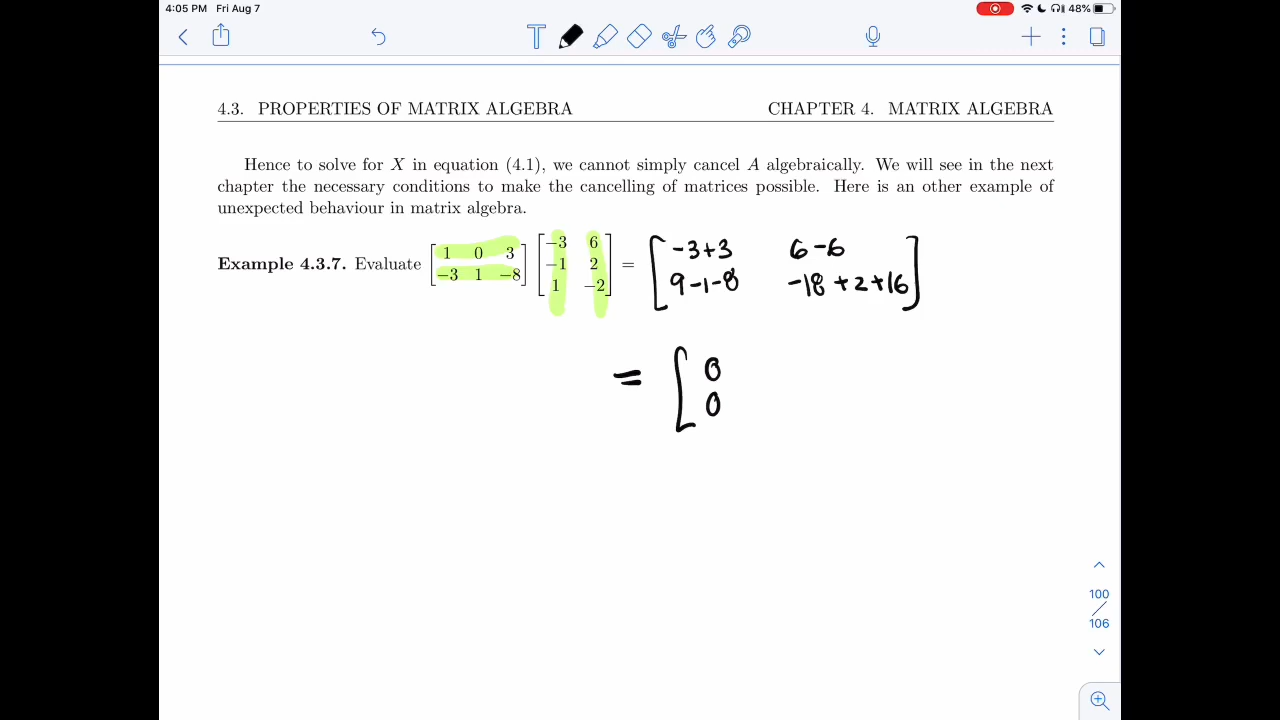 4:05 PM Fri Aug 7
48%
T
4.3. PROPERTIES OF MATRIX ALGEBRA CHAPTER 4. MATRIX ALGEBRA
Hence to solve for X in equation (4.1), we cannot simply cancel A algebraically. We will see in the next
chapter the necessary conditions to make the cancelling of matrices possible. Here is an other example of
unexpected behaviour in matrix algebra.
Example 4.3.7. Evaluate [1 0 3; −3 1 −8] [−3 6; −1 2; 1 −2] = [-3+3 6-6; 9-1-8 -18+2+16]
= [0
0
100
106